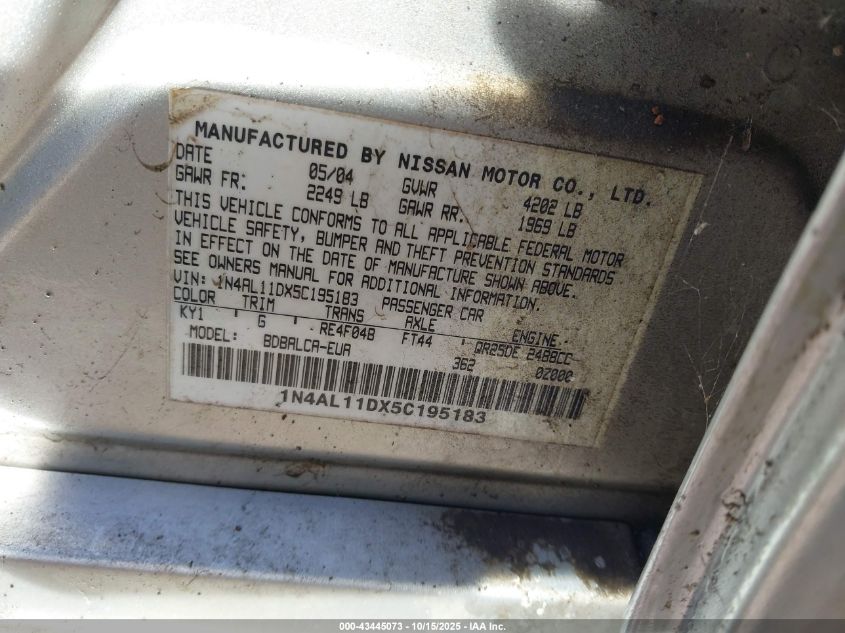 MANUFACTURED BY NISSAN MOTOR CO., LTD.
DATE 05/04 GVWR 4202 LB
GAWR FR: 2249 LB GAWR RR. 1969 LB
THIS VEHICLE CONFORMS TO ALL APPLICABLE FEDERAL MOTOR
VEHICLE SAFETY, BUMPER AND THEFT PREVENTION STANDARDS
IN EFFECT ON THE DATE OF MANUFACTURE SHOWN ABOVE.
SEE OWNERS MANUAL FOR ADDITIONAL INFORMATION.
VIN: 1N4AL11DX5C195183 PASSENGER CAR
COLOR TRIM TRANS AXLE ENGINE
KY1 G RE4F04B FT44 QR25DE 2488CC
MODEL: BDBALCA-EUA 362 0Z000
1N4AL11DX5C195183
000-43445073 - 10/15/2025 - IAA Inc.